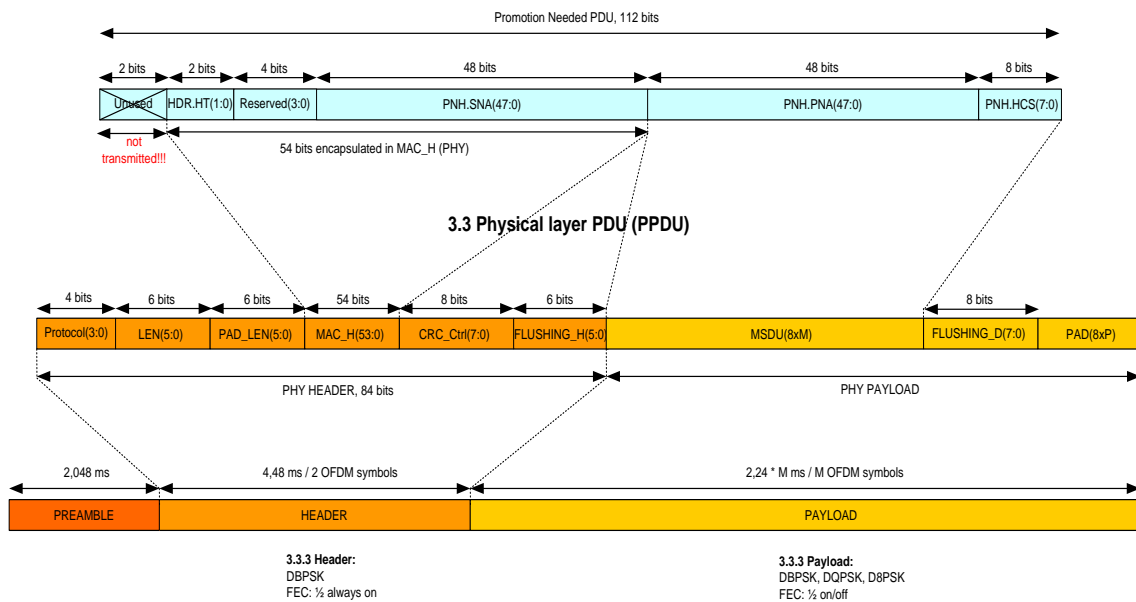 Promotion Needed PDU, 112 bits
2 bits
2 bits
4 bits
48 bits
48 bits
8 bits
Unused
HDR.HT(1:0)
Reserved(3:0)
PNH.SNA(47:0)
PNH.PNA(47:0)
PNH.HCS(7:0)
not
transmitted!!!
54 bits encapsulated in MAC_H (PHY)
3.3 Physical layer PDU (PPDU)
4 bits
6 bits
6 bits
54 bits
8 bits
6 bits
8 bits
Protocol(3:0)
LEN(5:0)
PAD_LEN(5:0)
MAC_H(53:0)
CRC_Ctrl(7:0)
FLUSHING_H(5:0)
MSDU(8xM)
FLUSHING_D(7:0)
PAD(8xP)
PHY HEADER, 84 bits
PHY PAYLOAD
2,048 ms
4,48 ms / 2 OFDM symbols
2,24 * M ms / M OFDM symbols
PREAMBLE
HEADER
PAYLOAD
3.3.3 Header:
DBPSK
FEC: ½ always on
3.3.3 Payload:
DBPSK, DQPSK, D8PSK
FEC: ½ on/off